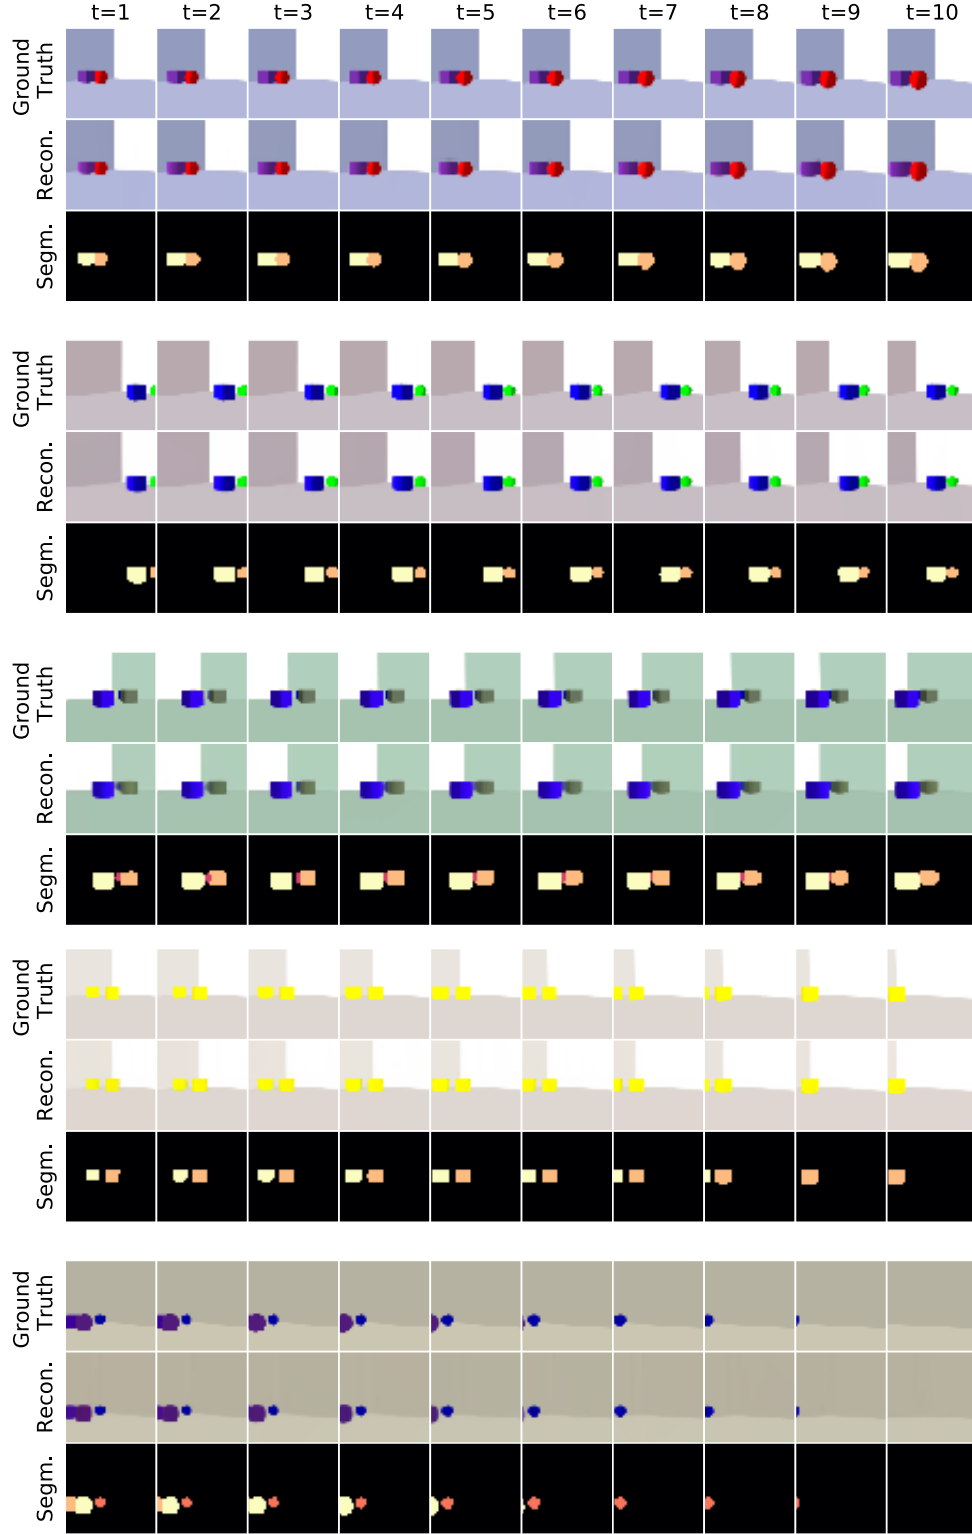 t=1 t=2 t=3 t=4 t=5 t=6 t=7 t=8 t=9 t=10
Ground
Truth
Recon.
Segm.
Ground
Truth
Recon.
Segm.
Ground
Truth
Recon.
Segm.
Ground
Truth
Recon.
Segm.
Ground
Truth
Recon.
Segm.